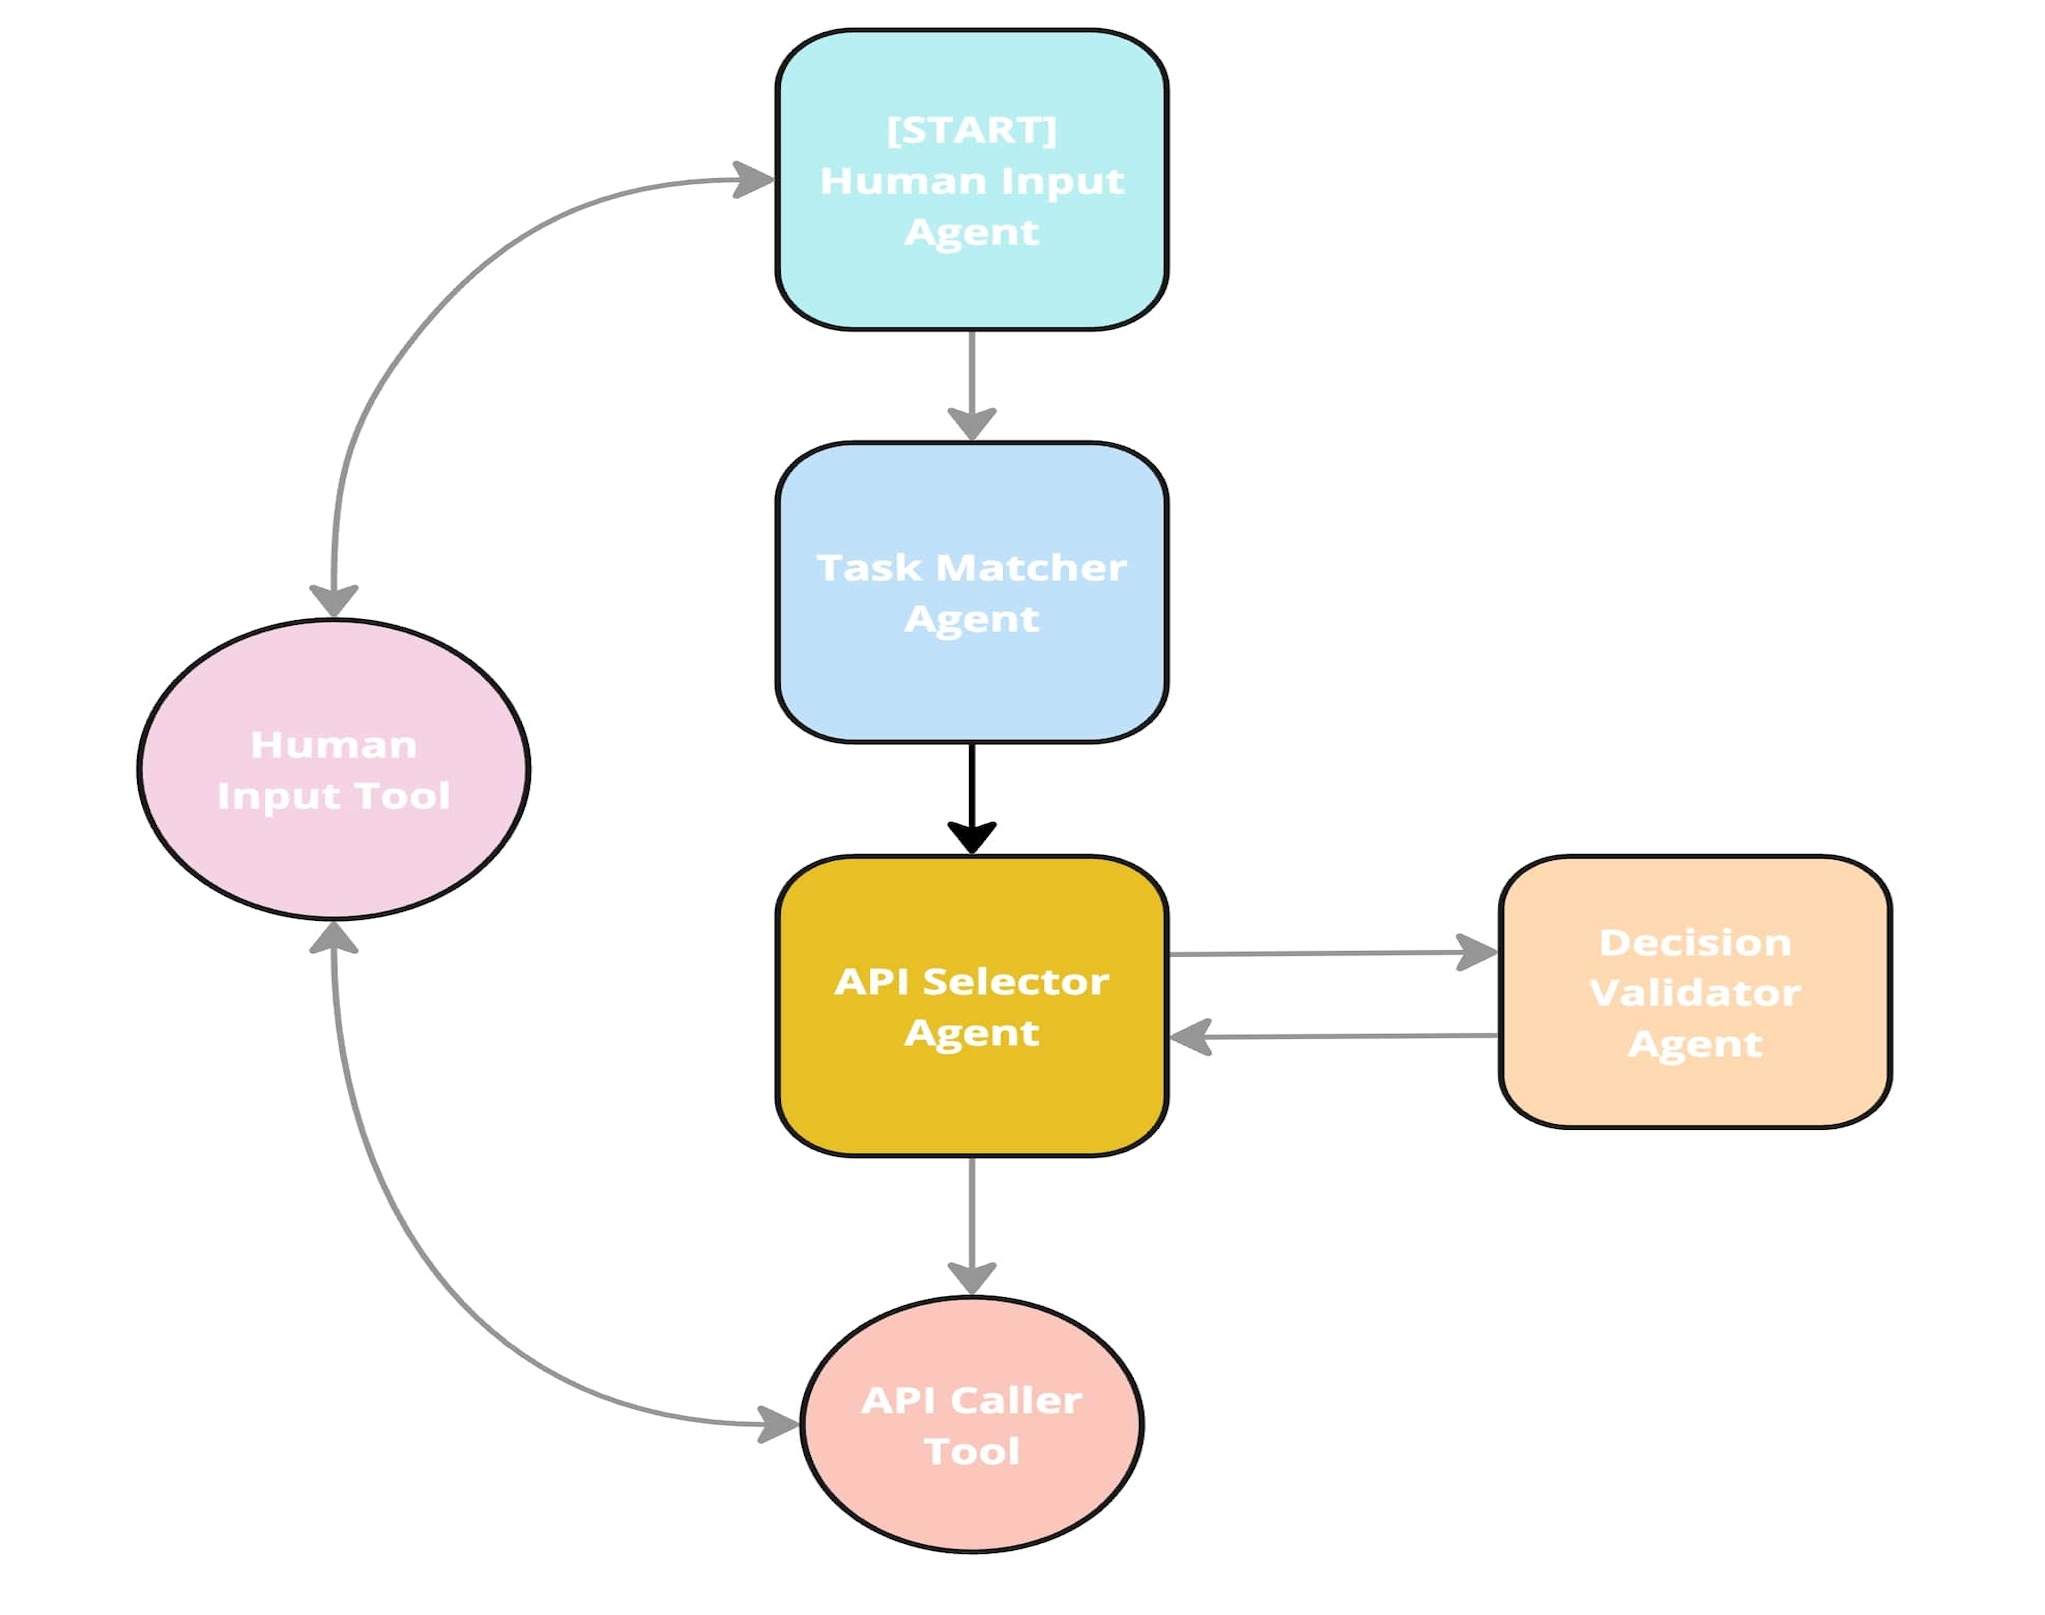 [START]
Human Input
Agent
Task Matcher
Agent
Human
Input Tool
API Selector
Agent
Decision
Validator
Agent
API Caller
Tool